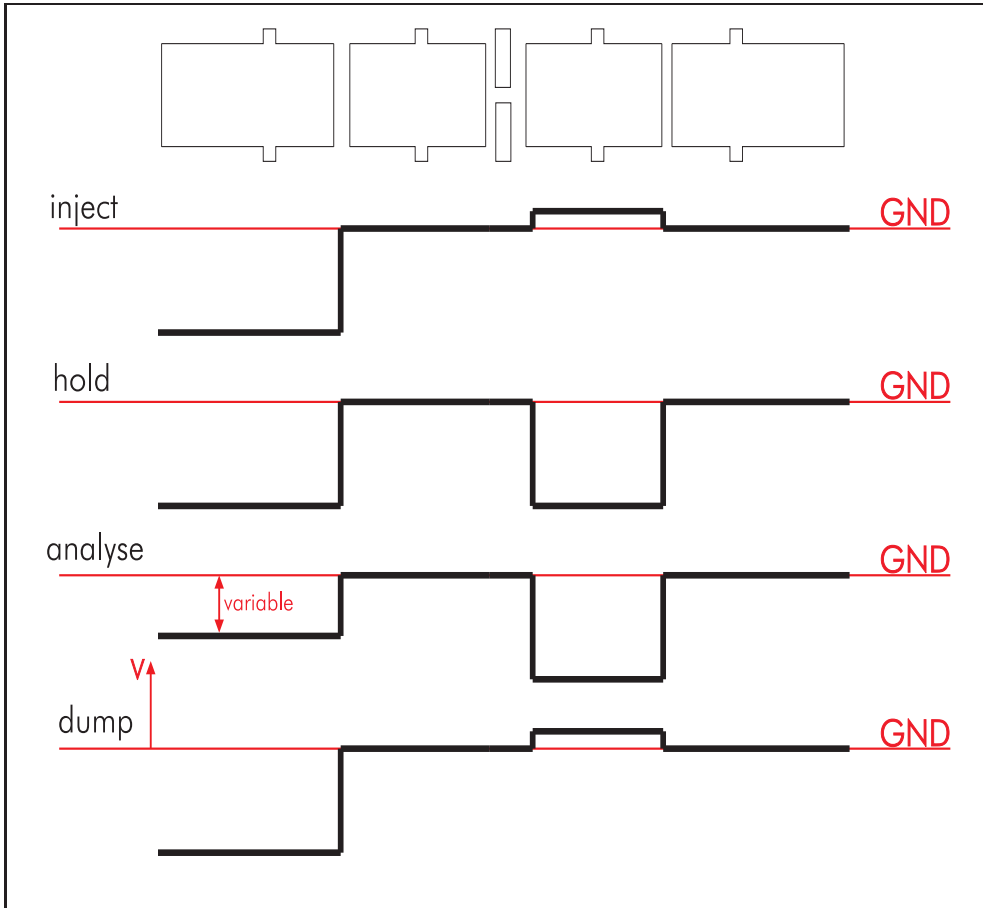 inject
GND
hold
GND
analyse
GND
variable
V
dump
GND